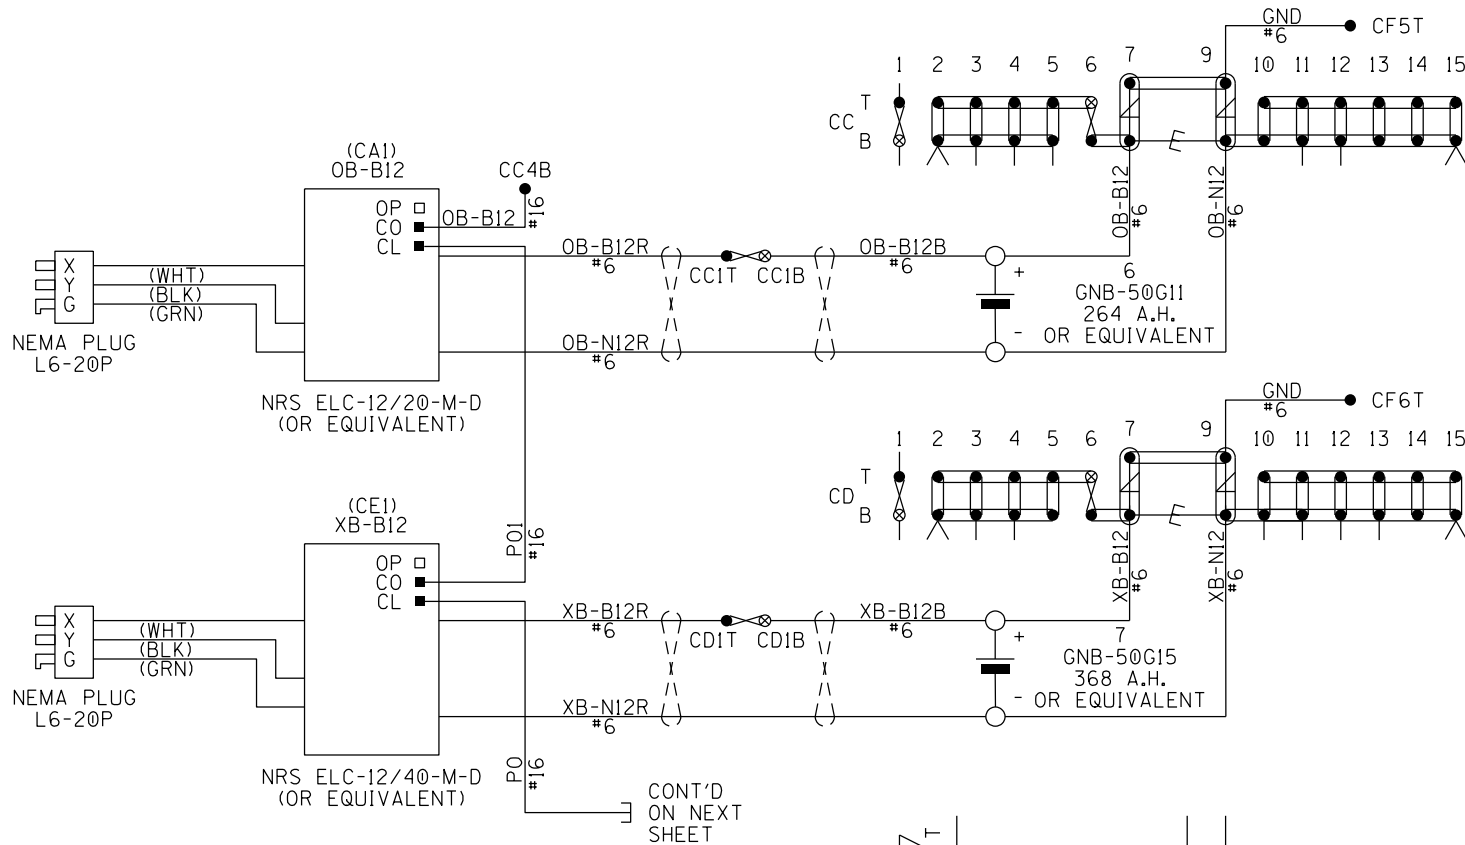 GND
#6
CF5T
1 2 3 4 5 6 7 9 10 11 12 13 14 15
T
CC
B
E
(CA1)
OB-B12
OP
CO
CL
CC4B
OB-B12
#16
OB-B12
#6
OB-N12
#6
X
Y
G
(WHT)
(BLK)
(GRN)
NEMA PLUG
L6-20P
OB-B12R
#6
CC1T
CC1B
OB-B12B
#6
+
-
6
GNB-50G11
264 A.H.
OR EQUIVALENT
OB-N12R
#6
NRS ELC-12/20-M-D
(OR EQUIVALENT)
GND
#6
CF6T
1 2 3 4 5 6 7 9 10 11 12 13 14 15
T
CD
B
E
PO1
#16
(CE1)
XB-B12
OP
CO
CL
XB-B12
#6
XB-N12
#6
X
Y
G
(WHT)
(BLK)
(GRN)
NEMA PLUG
L6-20P
XB-B12R
#6
CD1T
CD1B
XB-B12B
#6
+
-
7
GNB-50G15
368 A.H.
OR EQUIVALENT
XB-N12R
#6
NRS ELC-12/40-M-D
(OR EQUIVALENT)
PO
#16
CONT'D
ON NEXT
SHEET
T